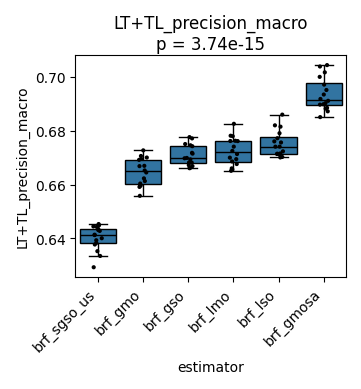 LT+TL_precision_macro
p = 3.74e-15
LT+TL_precision_macro
0.70
0.68
0.66
0.64
brf_sgso_us
brf_gmo
brf_gso
brf_lmo
brf_lso
brf_gmosa
estimator